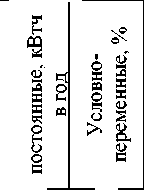 постоянные, кВтч
в год
Условно-
переменные, %